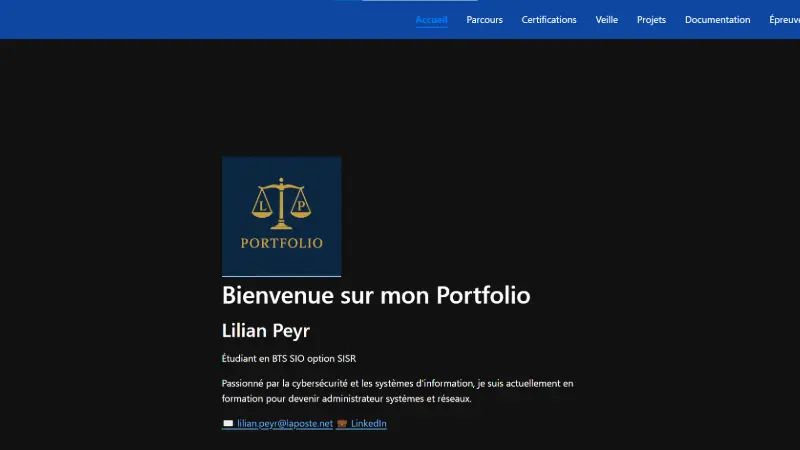 Accueil Parcours Certifications Veille Projets Documentation Épreuve
L P
PORTFOLIO
Bienvenue sur mon Portfolio
Lilian Peyr
Étudiant en BTS SIO option SISR
Passionné par la cybersécurité et les systèmes d'information, je suis actuellement en
formation pour devenir administrateur systèmes et réseaux.
lilian.peyr@laposte.net LinkedIn